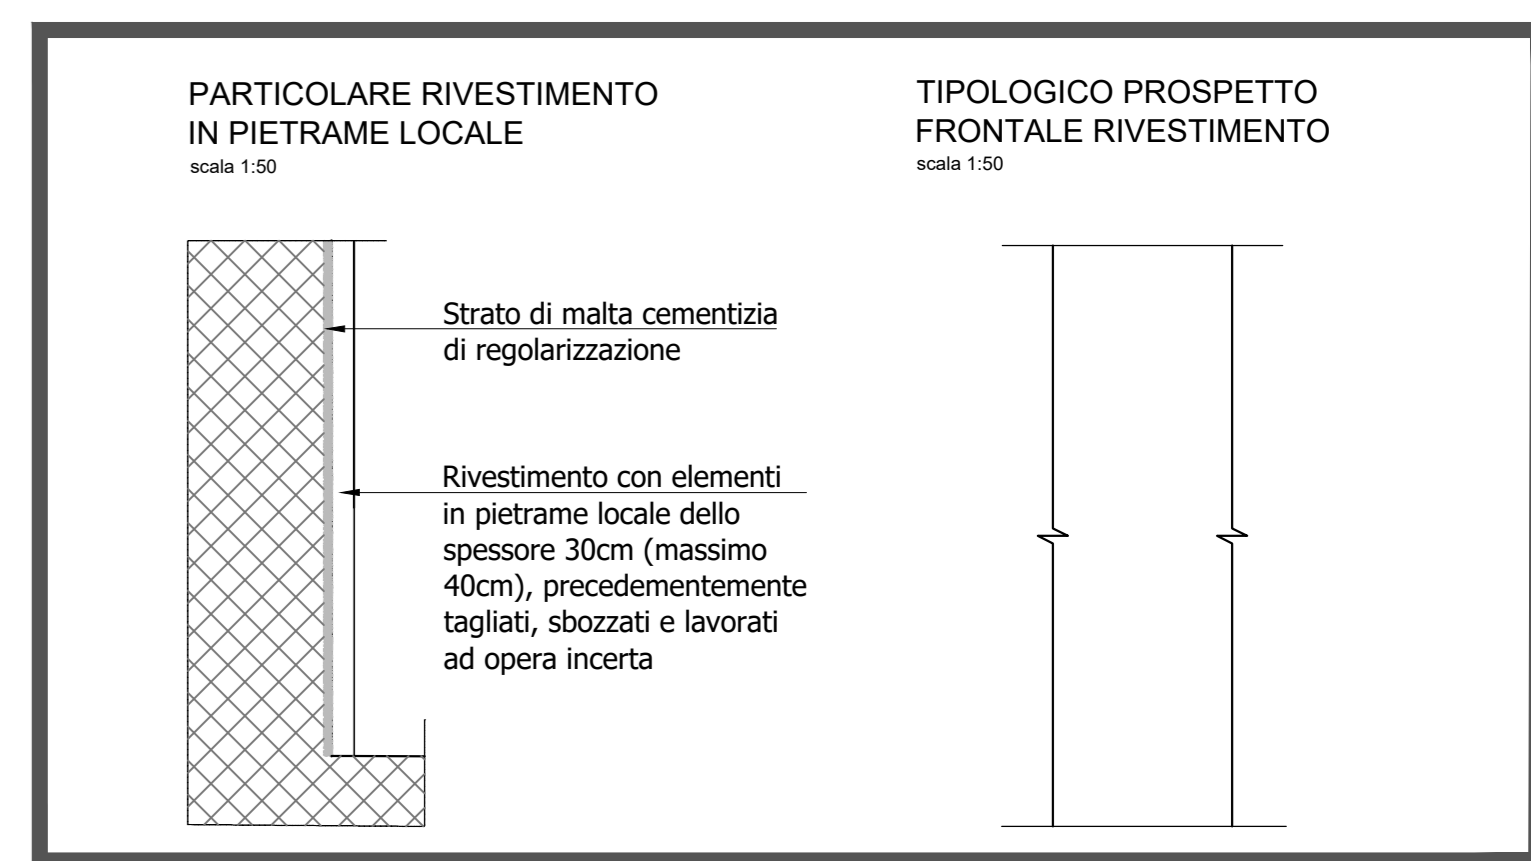 PARTICOLARE RIVESTIMENTO
IN PIETRAME LOCALE
scala 1:50
TIPOLOGICO PROSPETTO
FRONTALE RIVESTIMENTO
scala 1:50
Strato di malta cementizia
di regolarizzazione
Rivestimento con elementi
in pietrame locale dello
spessore 30cm (massimo
40cm), precedementemente
tagliati, sbozzati e lavorati
ad opera incerta